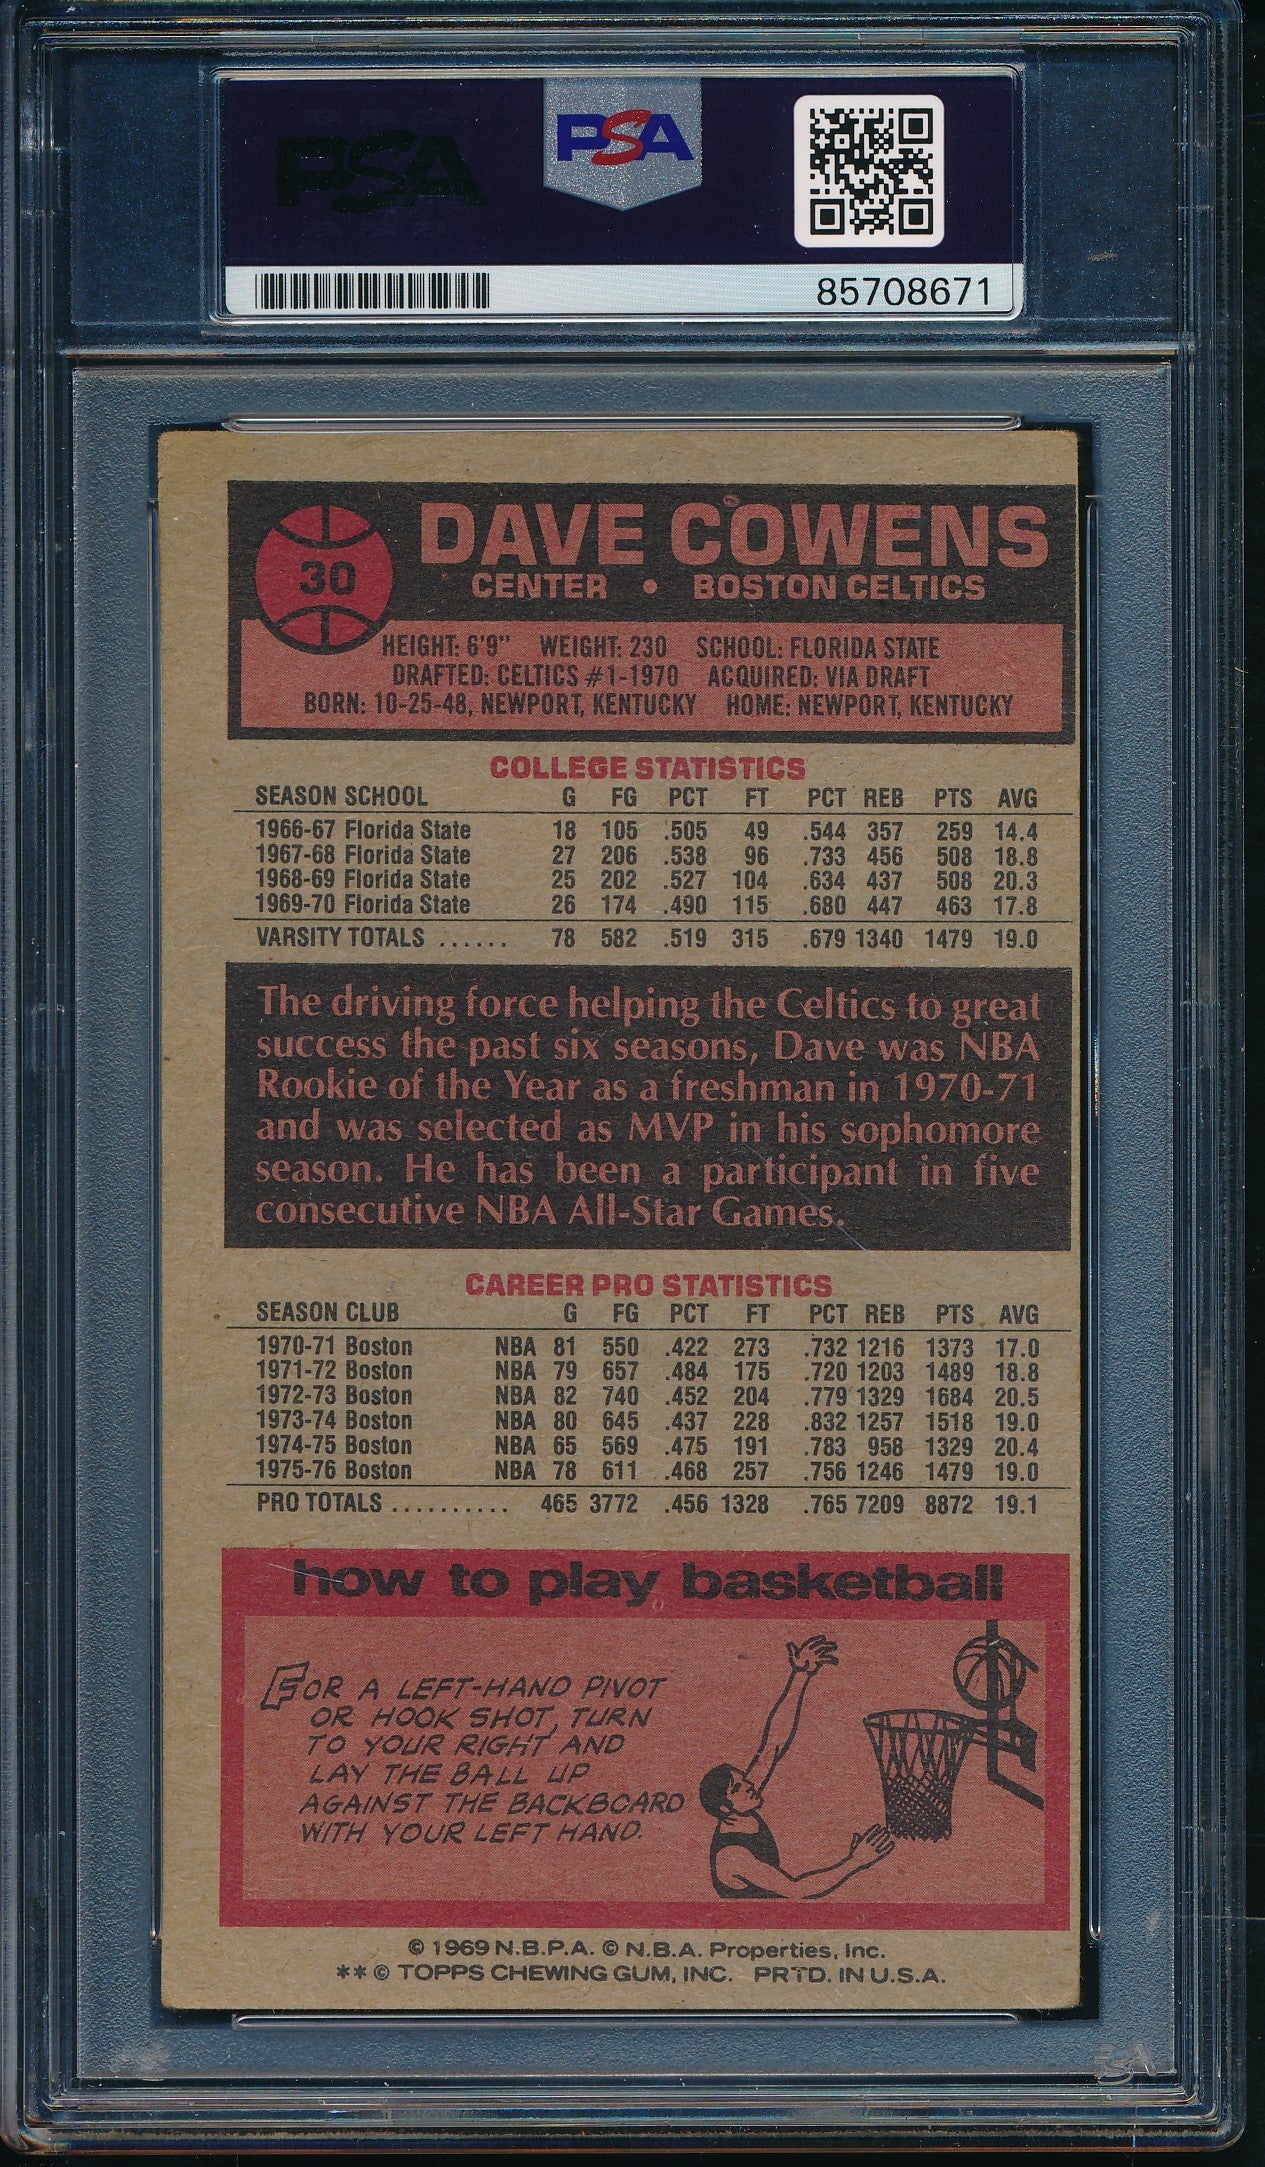 PSA
PSA
85708671
30
DAVE COWENS
CENTER • BOSTON CELTICS
HEIGHT: 6'9" WEIGHT: 230 SCHOOL: FLORIDA STATE
DRAFTED: CELTICS #1-1970 ACQUIRED: VIA DRAFT
BORN: 10-25-48, NEWPORT, KENTUCKY HOME: NEWPORT, KENTUCKY
COLLEGE STATISTICS
SEASON SCHOOL G FG PCT FT PCT REB PTS AVG
1966-67 Florida State 18 105 .505 49 .544 357 259 14.4
1967-68 Florida State 27 206 .538 96 .733 456 508 18.8
1968-69 Florida State 25 202 .527 104 .634 437 508 20.3
1969-70 Florida State 26 174 .490 115 .680 447 463 17.8
VARSITY TOTALS ...... 78 582 .519 315 .679 1340 1479 19.0
The driving force helping the Celtics to great
success the past six seasons, Dave was NBA
Rookie of the Year as a freshman in 1970-71
and was selected as MVP in his sophomore
season. He has been a participant in five
consecutive NBA All-Star Games.
CAREER PRO STATISTICS
SEASON CLUB G FG PCT FT PCT REB PTS AVG
1970-71 Boston NBA 81 550 .422 273 .732 1216 1373 17.0
1971-72 Boston NBA 79 657 .484 175 .720 1203 1489 18.8
1972-73 Boston NBA 82 740 .452 204 .779 1329 1684 20.5
1973-74 Boston NBA 80 645 .437 228 .832 1257 1518 19.0
1974-75 Boston NBA 65 569 .475 191 .783 958 1329 20.4
1975-76 Boston NBA 78 611 .468 257 .756 1246 1479 19.0
PRO TOTALS .......... 465 3772 .456 1328 .765 7209 8872 19.1
how to play basketball
FOR A LEFT-HAND PIVOT
OR HOOK SHOT, TURN
TO YOUR RIGHT AND
LAY THE BALL UP
AGAINST THE BACKBOARD
WITH YOUR LEFT HAND.
© 1969 N.B.P.A. © N.B.A. Properties, Inc.
** © TOPPS CHEWING GUM, INC. PRTD. IN U.S.A.
PSA